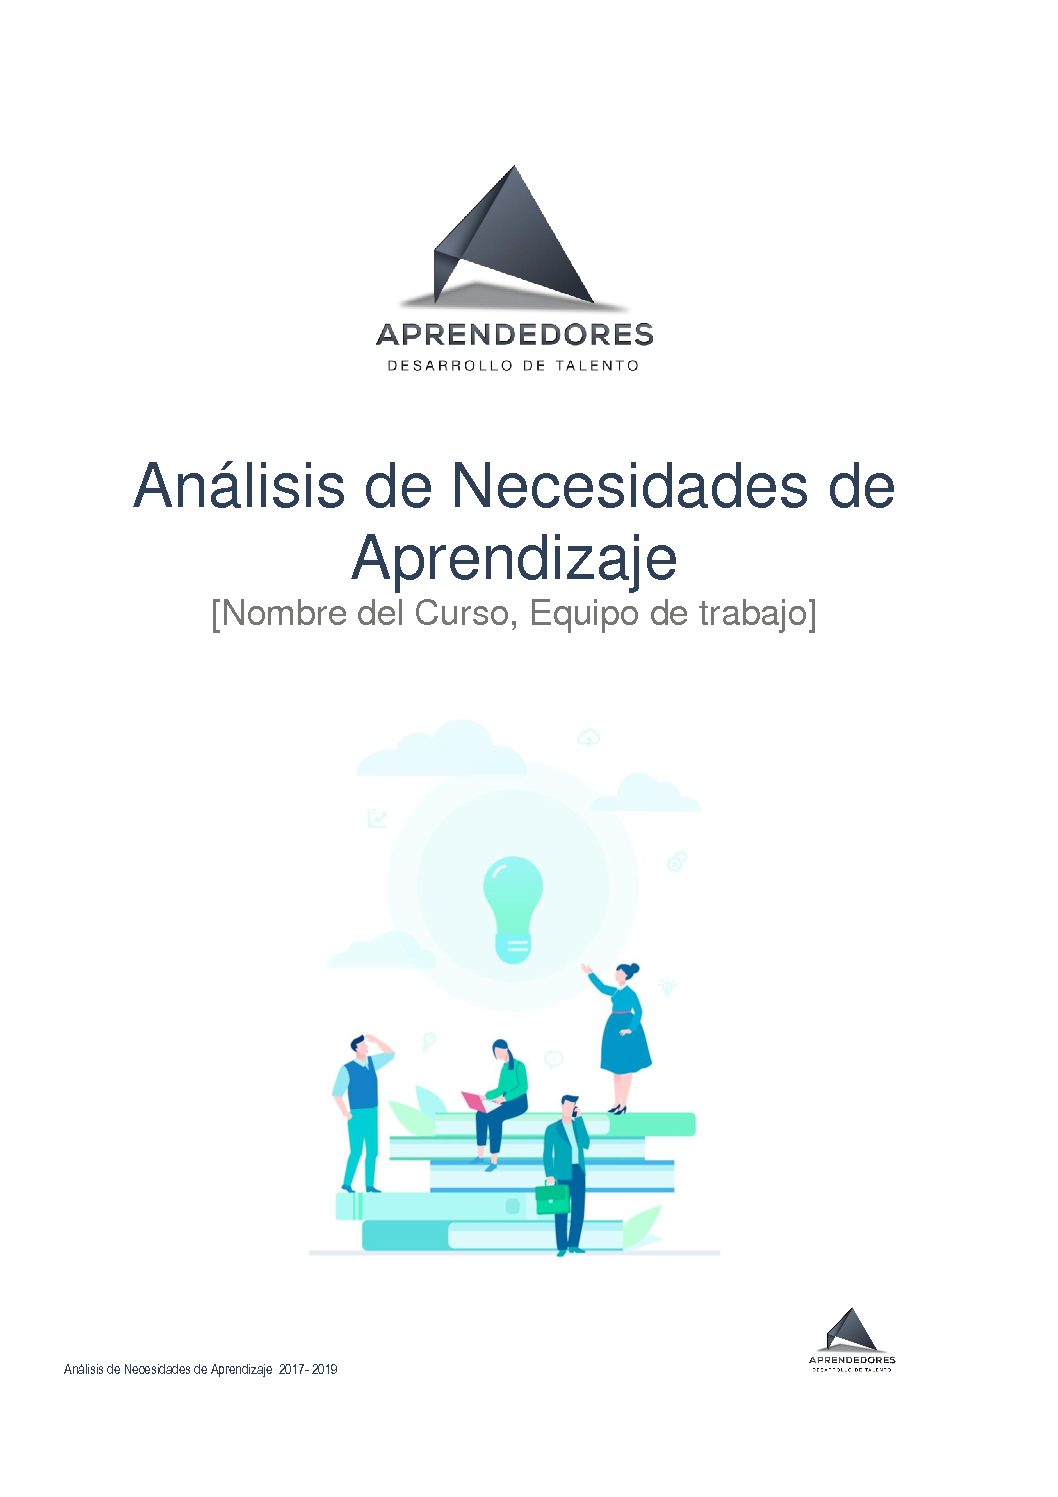 APRENDEDORES
DESARROLLO DE TALENTO
Análisis de Necesidades de
Aprendizaje
[Nombre del Curso, Equipo de trabajo]
Análisis de Necesidades de Aprendizaje 2017- 2019
APRENDEDORES
DESARROLLO DE TALENTO